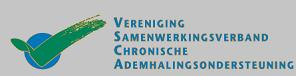 VERENIGING
SAMENWERKINGSVERBAND
CHRONISCHE
ADEMHALINGSONDERSTEUNING